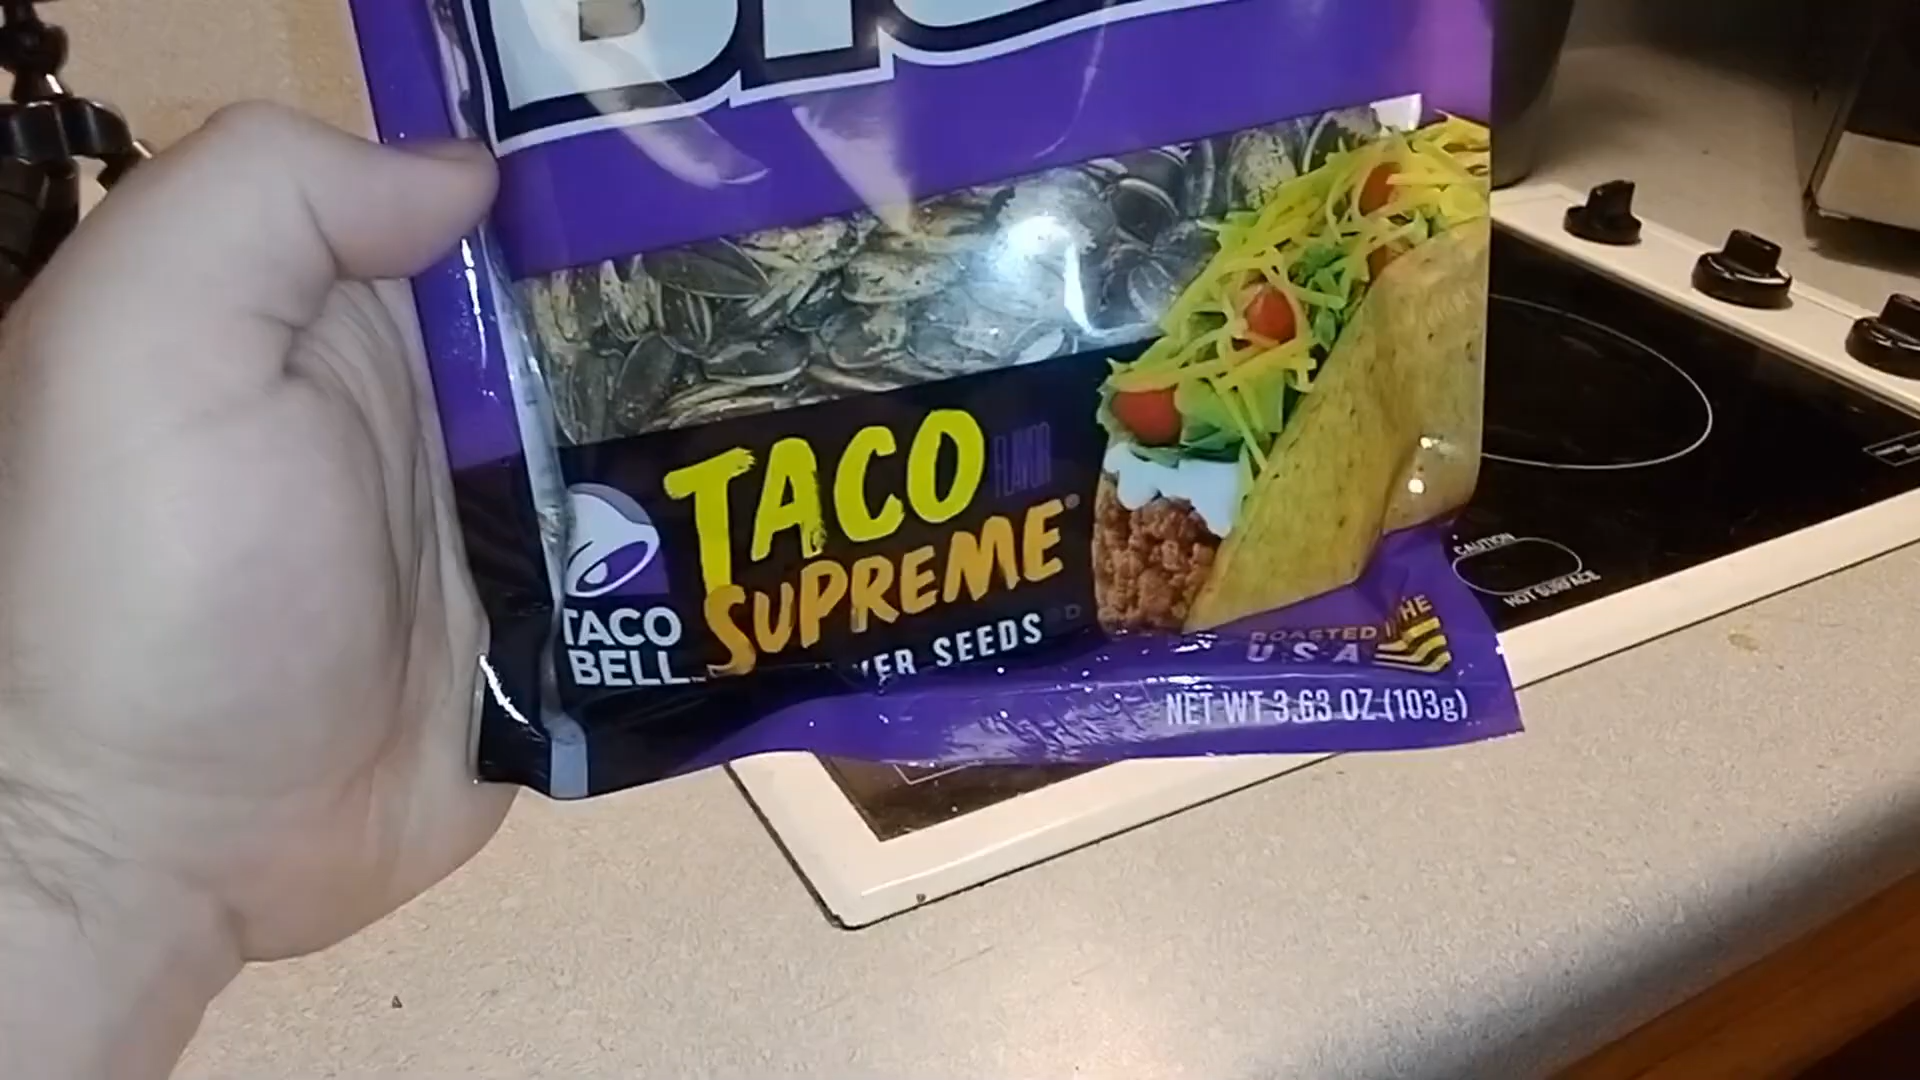 TACO
FLAVOR
SUPREME®
SEEDS
TACO
BELL
ROASTED IN THE
USA
NET WT 3.63 OZ (103g)
CAUTION
HOT SURFACE